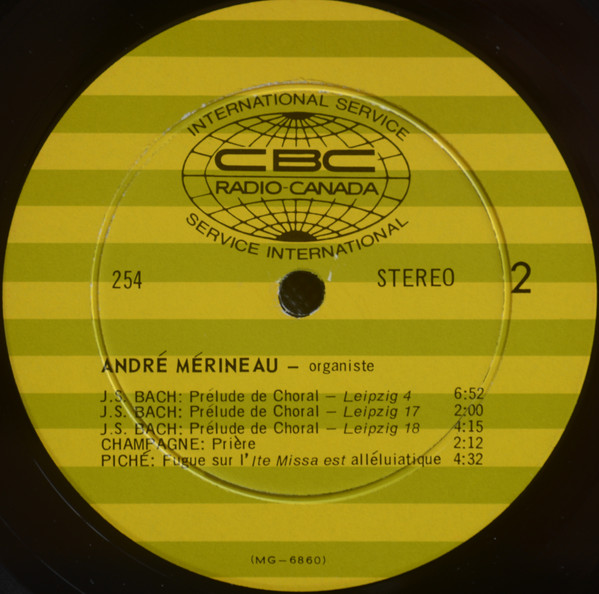 INTERNATIONAL SERVICE
CBC
RADIO-CANADA
SERVICE INTERNATIONAL
254
STEREO
2
ANDRÉ MÉRINEAU – organiste
J.S. BACH: Prélude de Choral – Leipzig 4 6:52
J.S. BACH: Prélude de Choral – Leipzig 17 2:00
J.S. BACH: Prélude de Choral – Leipzig 18 4:15
CHAMPAGNE: Prière 2:12
PICHÉ: Fugue sur l'Ite Missa est alléluiatique 4:32
(MG-6860)